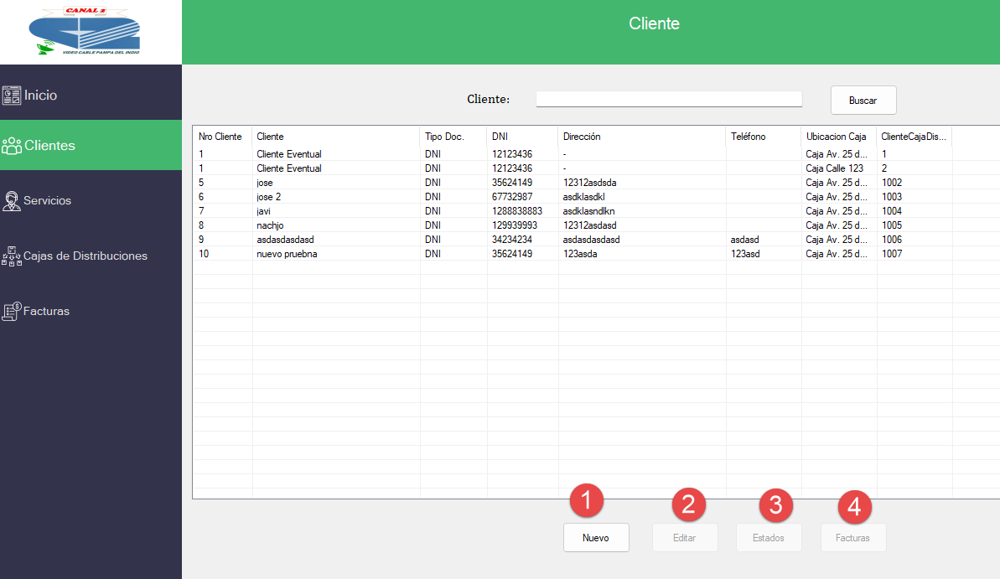 CANAL 2
VIDEO CABLE PAMPA DEL INDIO
Cliente
Inicio
Clientes
Servicios
Cajas de Distribuciones
Facturas
Cliente: Buscar
Nro Cliente Cliente Tipo Doc. DNI Dirección Teléfono Ubicacion Caja ClienteCajaDis...
1 Cliente Eventual DNI 12123436 - Caja Av. 25 d... 1
1 Cliente Eventual DNI 12123436 - Caja Calle 123 2
5 jose DNI 35624149 12312asdsda Caja Av. 25 d... 1002
6 jose 2 DNI 67732987 asdklasdkl Caja Av. 25 d... 1003
7 javi DNI 1288838883 asdklasndlkn Caja Av. 25 d... 1004
8 nachjo DNI 129939993 12312asdasd Caja Av. 25 d... 1005
9 asdasdasdasd DNI 34234234 asdasdasdasd asdasd Caja Av. 25 d... 1006
10 nuevo pruebna DNI 35624149 123asda 123asd Caja Av. 25 d... 1007
1 2 3 4
Nuevo Editar Estados Facturas